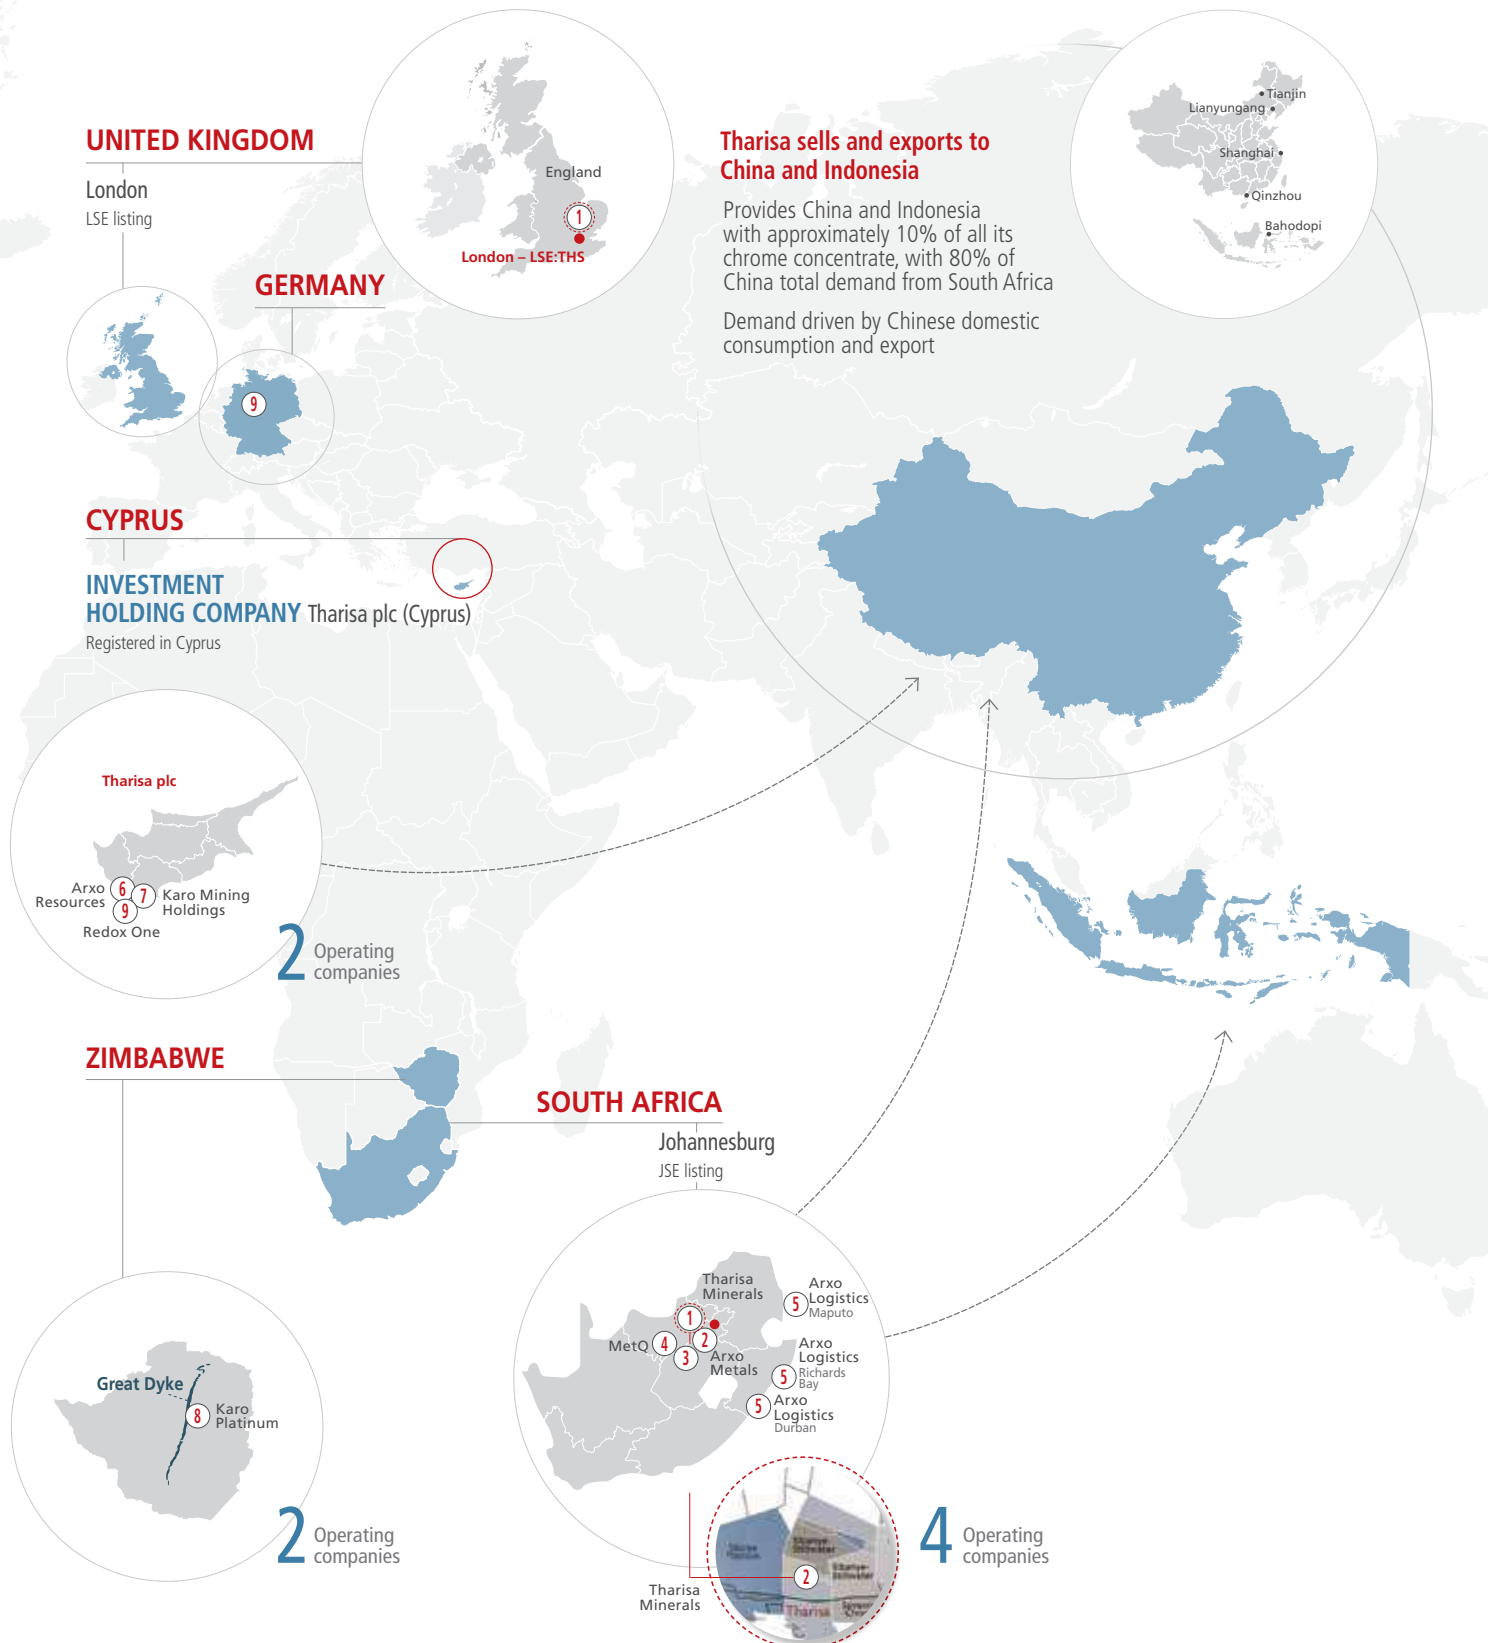 UNITED KINGDOM
London
LSE listing
England
1
London – LSE:THS
GERMANY
9
Tharisa sells and exports to
China and Indonesia
Provides China and Indonesia
with approximately 10% of all its
chrome concentrate, with 80% of
China total demand from South Africa
Demand driven by Chinese domestic
consumption and export
Tianjin
Lianyungang
Shanghai
Qinzhou
Bahodopi
CYPRUS
INVESTMENT
HOLDING COMPANY Tharisa plc (Cyprus)
Registered in Cyprus
Tharisa plc
Arxo
Resources
6
7
Karo Mining
Holdings
9
Redox One
2 Operating
companies
ZIMBABWE
Great Dyke
8
Karo
Platinum
2 Operating
companies
SOUTH AFRICA
Johannesburg
JSE listing
Tharisa
Minerals
1
2
MetQ
4
3
Arxo
Metals
5
Arxo
Logistics
Maputo
Arxo
Logistics
Richards
Bay
5
5
Arxo
Logistics
Durban
Sibanye-
Stillwater
Sibanye-
Stillwater
2
Tharisa
Tharisa
Minerals
4 Operating
companies